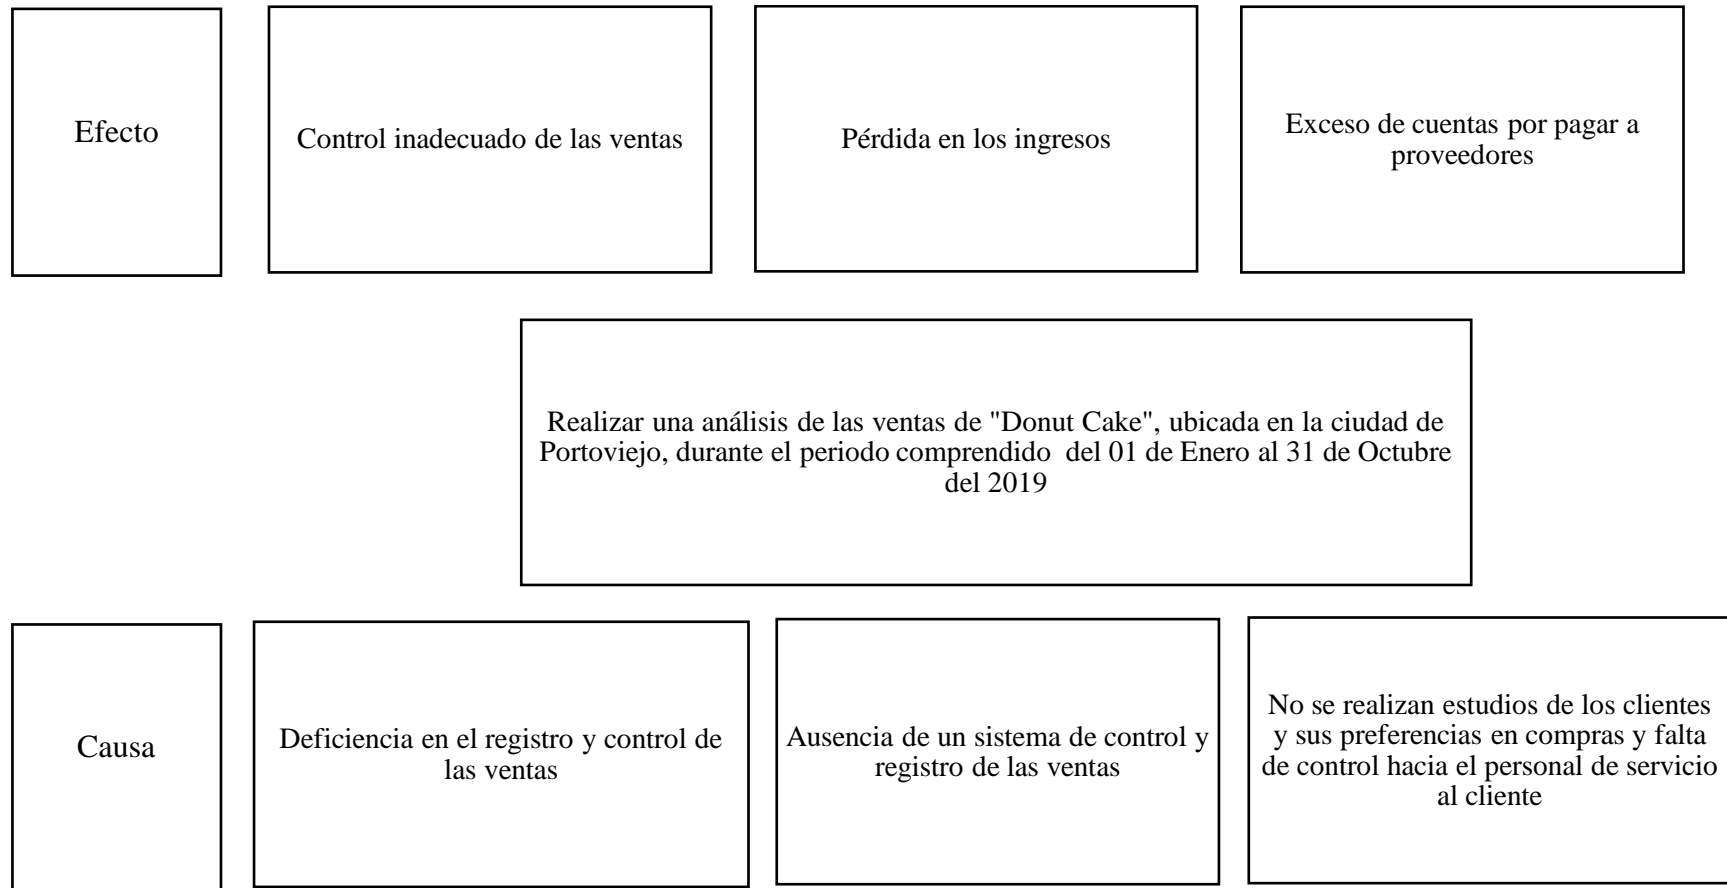 Efecto
Control inadecuado de las ventas
Pérdida en los ingresos
Exceso de cuentas por pagar a
proveedores
Realizar una análisis de las ventas de "Donut Cake", ubicada en la ciudad de
Portoviejo, durante el periodo comprendido  del 01 de Enero al 31 de Octubre
del 2019
Causa
Deficiencia en el registro y control de
las ventas
Ausencia de un sistema de control y
registro de las ventas
No se realizan estudios de los clientes
y sus preferencias en compras y falta
de control hacia el personal de servicio
al cliente